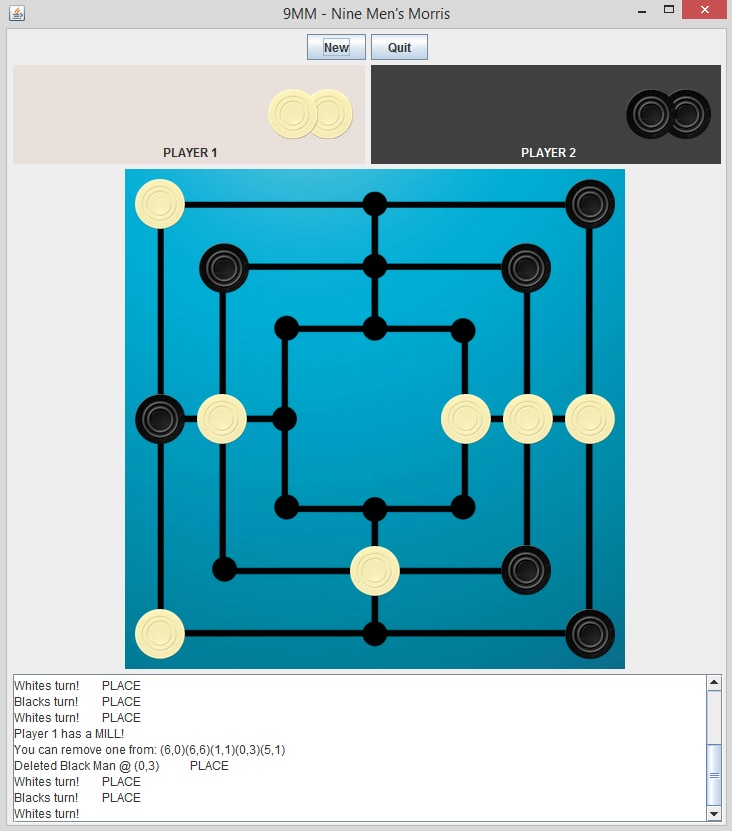 9MM - Nine Men's Morris
New Quit
PLAYER 1 PLAYER 2
Whites turn! PLACE
Blacks turn! PLACE
Whites turn! PLACE
Player 1 has a MILL!
You can remove one from: (6,0)(6,6)(1,1)(0,3)(5,1)
Deleted Black Man @ (0,3) PLACE
Whites turn! PLACE
Blacks turn! PLACE
Whites turn!